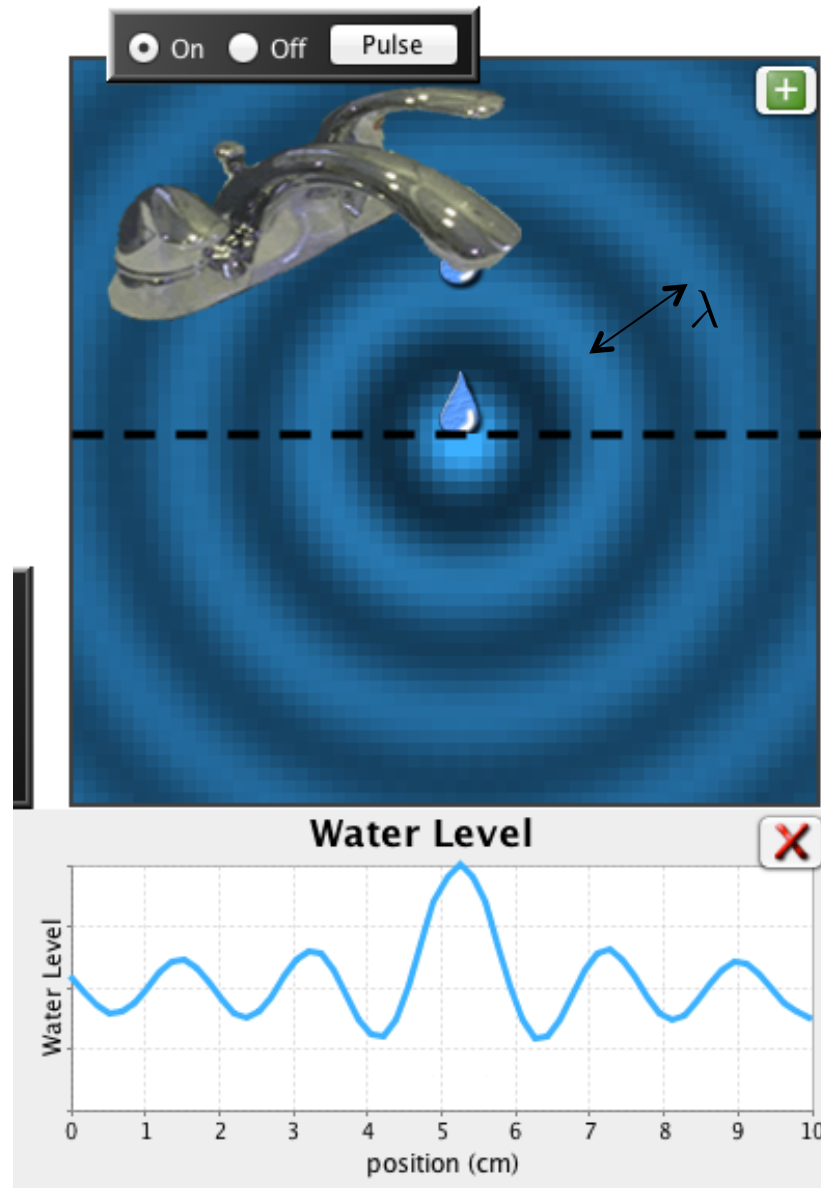 On Off Pulse
λ
Water Level
Water Level
0 1 2 3 4 5 6 7 8 9 10
position (cm)